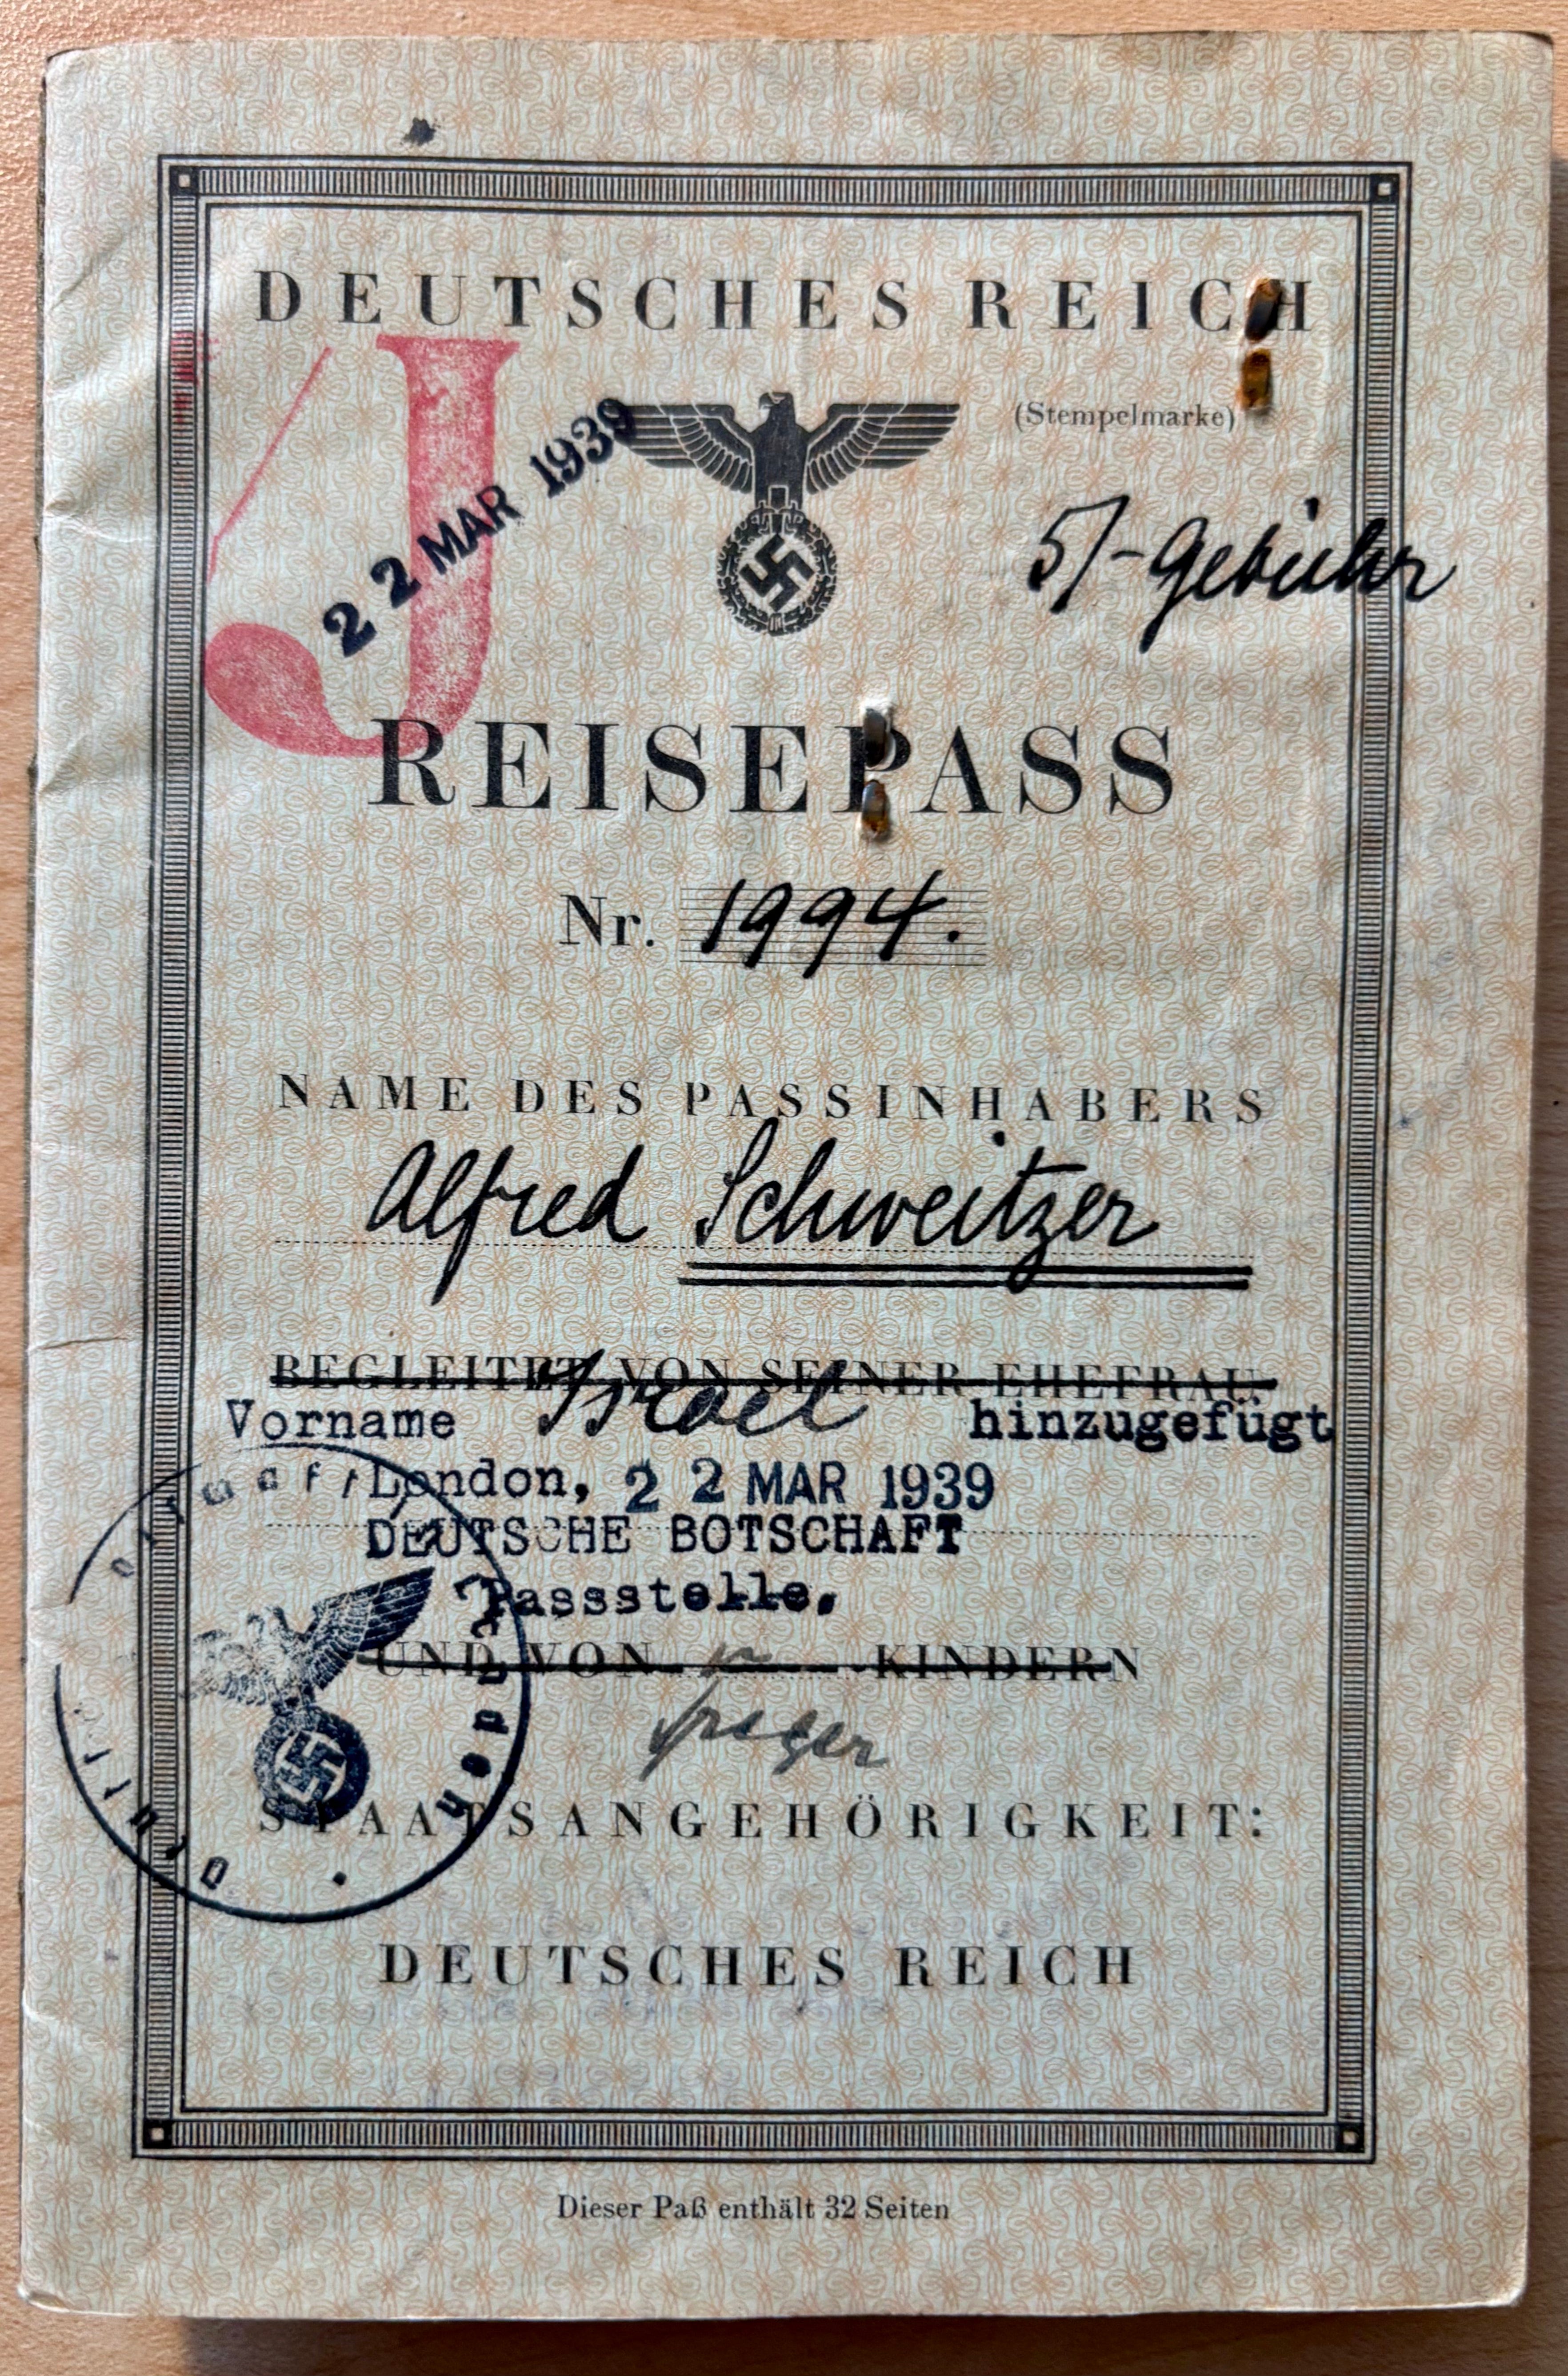 DEUTSCHES REICH
J
22 MAR 1939
(Stempelmarke)
5/- Gebühr
REISEPASS
Nr. 1994.
NAME DES PASSINHABERS
Alfred Schweitzer
BEGLEITET VON SEINER EHEFRAU
Vorname Israel hinzugefügt
London, 22 MAR 1939
DEUTSCHE BOTSCHAFT
Passstelle.
UND VON KINDERN
STAATSANGEHÖRIGKEIT:
DEUTSCHES REICH
Dieser Paß enthält 32 Seiten